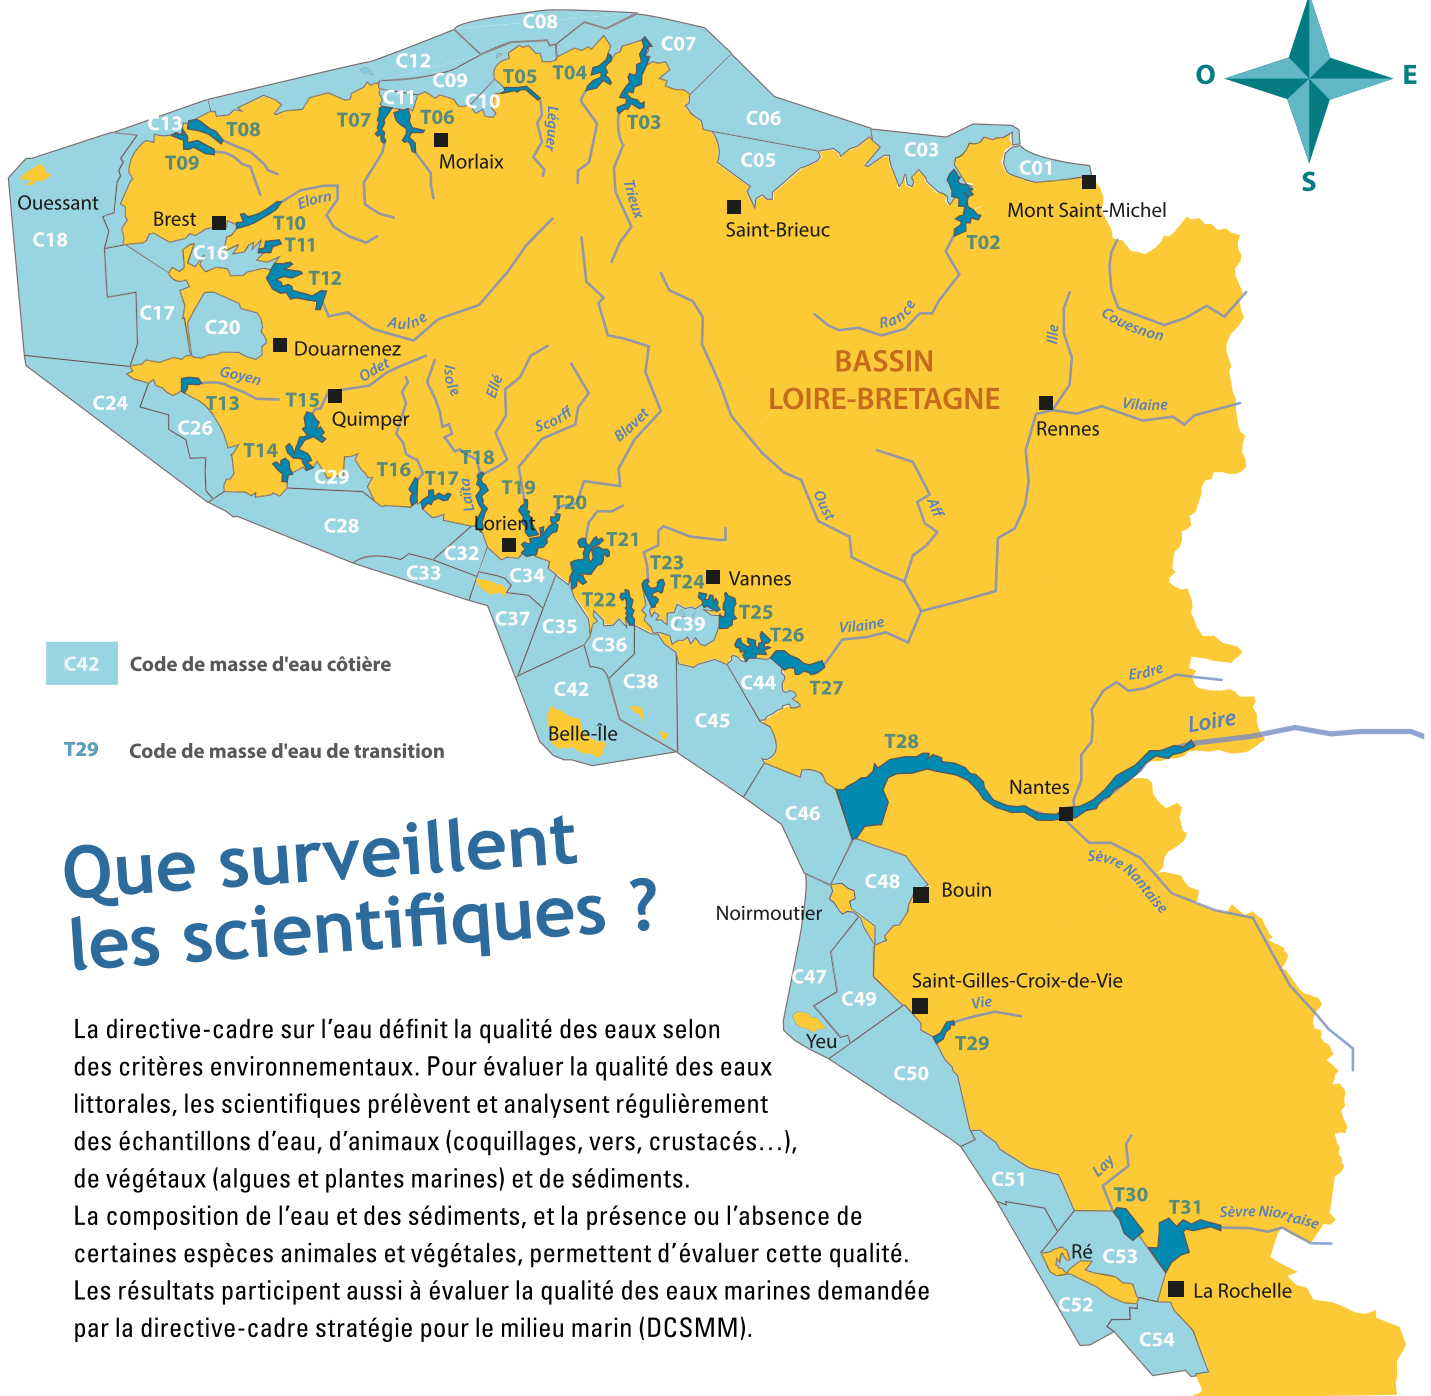 C08
C12
C07
C09
T05
T04
C11
C10
O
E
T07
T06
T03
C06
C13
T08
Léguer
Morlaix
T09
C05
C03
C01
S
Ouessant
C18
Brest
Elorn
T10
T11
C16
T12
Trieux
Saint-Brieuc
Mont Saint-Michel
T02
C17
C20
Aulne
Douarnenez
Rance
Ille
Couesnon
BASSIN
LOIRE-BRETAGNE
Goyen
Odet
Isole
Ellé
C24
T13
T15
Quimper
C26
Scorff
Blavet
Vilaine
Rennes
T14
C29
T16
T17
T18
Laïta
T19
T20
Oust
Aff
C28
Lorient
C32
C33
C34
T21
T23
T24
Vannes
T22
T25
C37
C35
C39
C36
T26
Vilaine
C42
Code de masse d'eau côtière
C42
C38
C44
T27
Erdre
C45
Belle-Île
Loire
T29
Code de masse d'eau de transition
T28
Nantes
C46
Que surveillent
les scientifiques ?
Sèvre Nantaise
C48
Bouin
Noirmoutier
C47
C49
Saint-Gilles-Croix-de-Vie
Vie
Yeu
T29
C50
La directive-cadre sur l’eau définit la qualité des eaux selon
des critères environnementaux. Pour évaluer la qualité des eaux
littorales, les scientifiques prélèvent et analysent régulièrement
des échantillons d’eau, d’animaux (coquillages, vers, crustacés…),
de végétaux (algues et plantes marines) et de sédiments.
La composition de l’eau et des sédiments, et la présence ou l’absence de
certaines espèces animales et végétales, permettent d’évaluer cette qualité.
Les résultats participent aussi à évaluer la qualité des eaux marines demandée
par la directive-cadre stratégie pour le milieu marin (DCSMM).
C51
Lay
T30
T31
Sèvre Niortaise
Ré
C53
La Rochelle
C52
C54